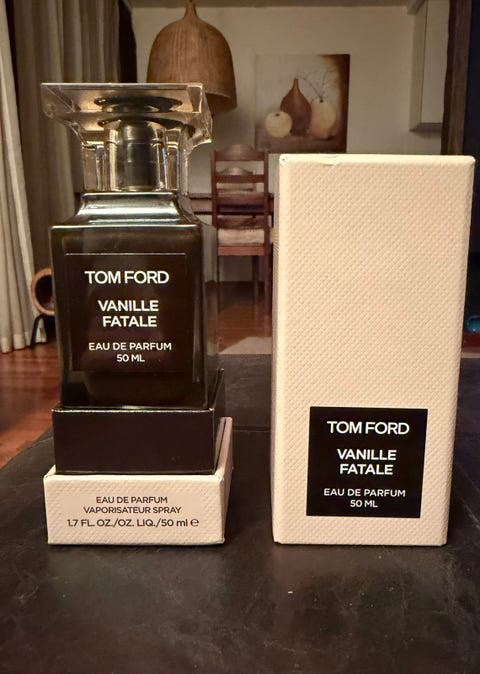 TOM FORD
VANILLE
FATALE
EAU DE PARFUM
50 ML
EAU DE PARFUM
VAPORISATEUR SPRAY
1.7 FL. OZ./OZ. LIQ./50 ml ℮
TOM FORD
VANILLE
FATALE
EAU DE PARFUM
50 ML